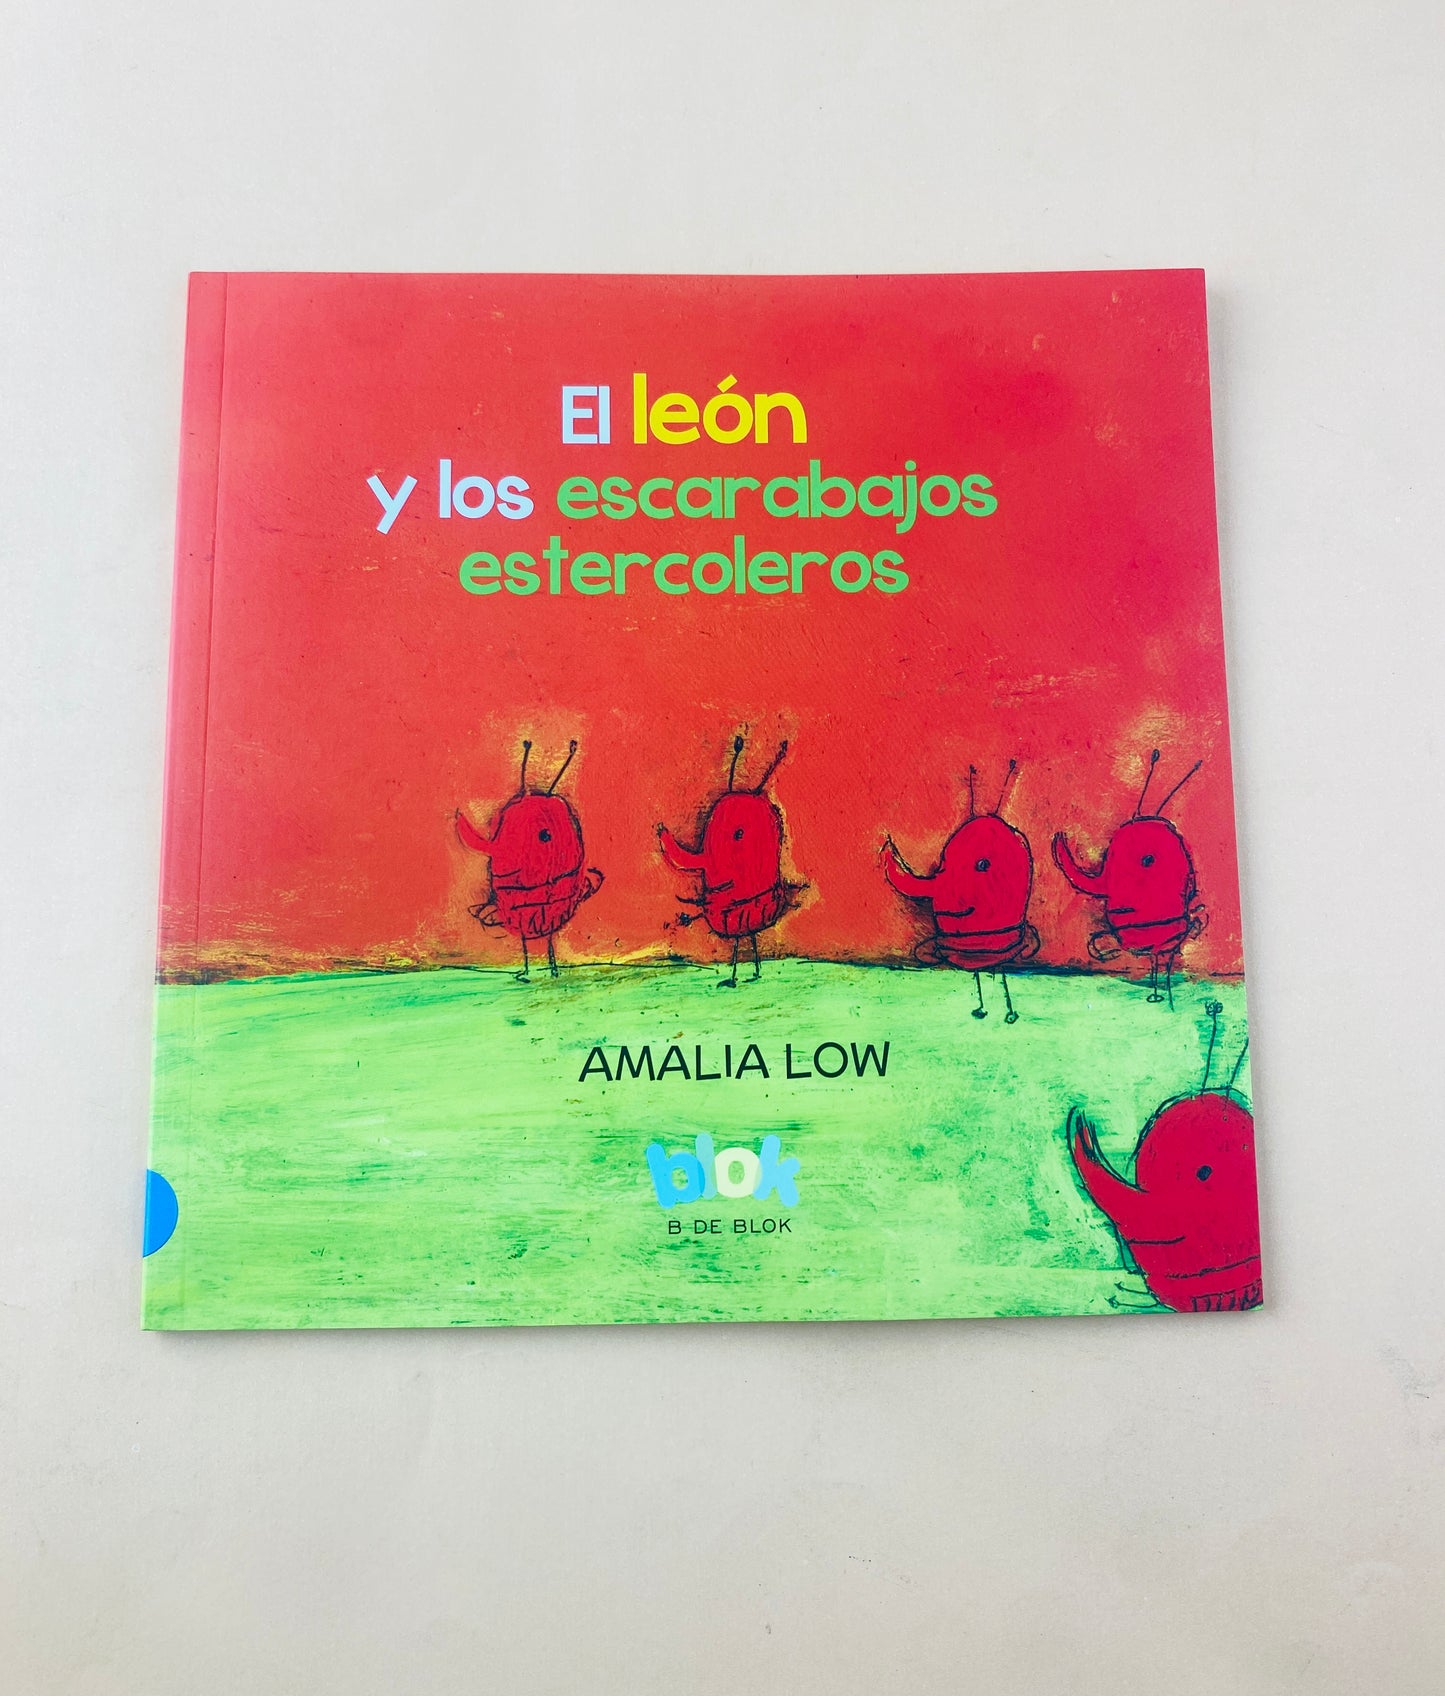 El león
y los escarabajos
estercoleros
AMALIA LOW
blok
B DE BLOK